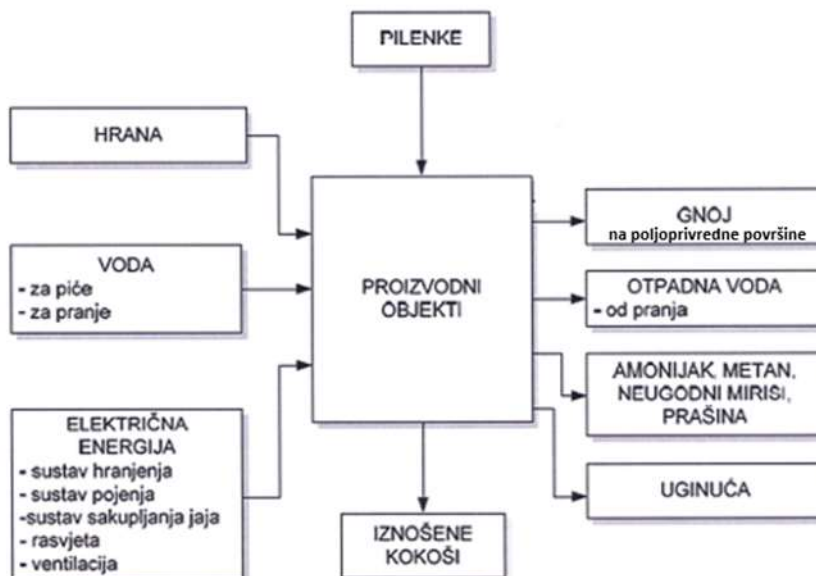 PILENKE
HRANA
VODA
- za piće
- za pranje
ELEKTRIČNA
ENERGIJA
- sustav hranjenja
- sustav pojenja
-sustav sakupljanja jaja
- rasvjeta
- ventilacija
PROIZVODNI
OBJEKTI
IZNOŠENE
KOKOŠI
GNOJ
na poljoprivredne površine
OTPADNA VODA
- od pranja
AMONIJAK, METAN,
NEUGODNI MIRISI,
PRAŠINA
UGINUĆA